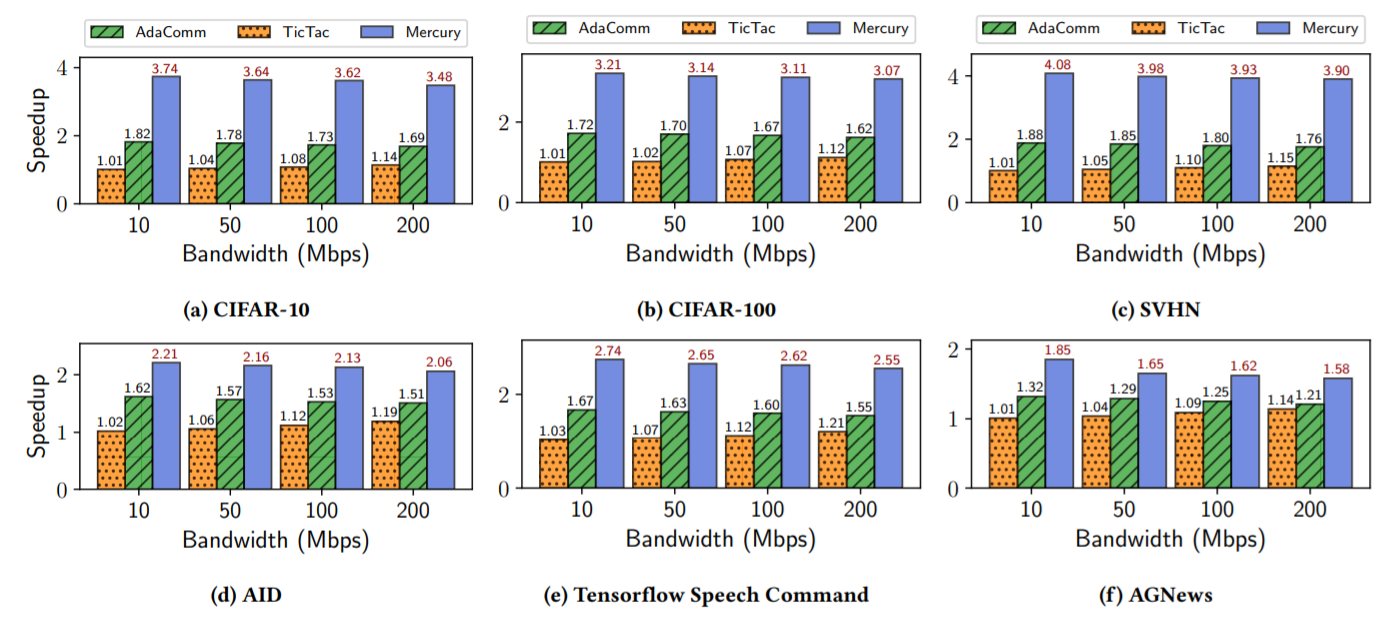 AdaComm TicTac Mercury
Speedup
4
2
0
1.01 1.82 3.74 1.04 1.78 3.64 1.08 1.73 3.62 1.14 1.69 3.48
10 50 100 200
Bandwidth (Mbps)
(a) CIFAR-10
AdaComm TicTac Mercury
2
0
1.01 1.72 3.21 1.02 1.70 3.14 1.07 1.67 3.11 1.12 1.62 3.07
10 50 100 200
Bandwidth (Mbps)
(b) CIFAR-100
AdaComm TicTac Mercury
4
2
0
1.01 1.88 4.08 1.05 1.85 3.98 1.10 1.80 3.93 1.15 1.76 3.90
10 50 100 200
Bandwidth (Mbps)
(c) SVHN
Speedup
2
1
0
1.02 1.62 2.21 1.06 1.57 2.16 1.12 1.53 2.13 1.19 1.51 2.06
10 50 100 200
Bandwidth (Mbps)
(d) AID
2
0
1.03 1.67 2.74 1.07 1.63 2.65 1.12 1.60 2.62 1.21 1.55 2.55
10 50 100 200
Bandwidth (Mbps)
(e) Tensorflow Speech Command
2
1
0
1.01 1.32 1.85 1.04 1.29 1.65 1.09 1.25 1.62 1.14 1.21 1.58
10 50 100 200
Bandwidth (Mbps)
(f) AGNews